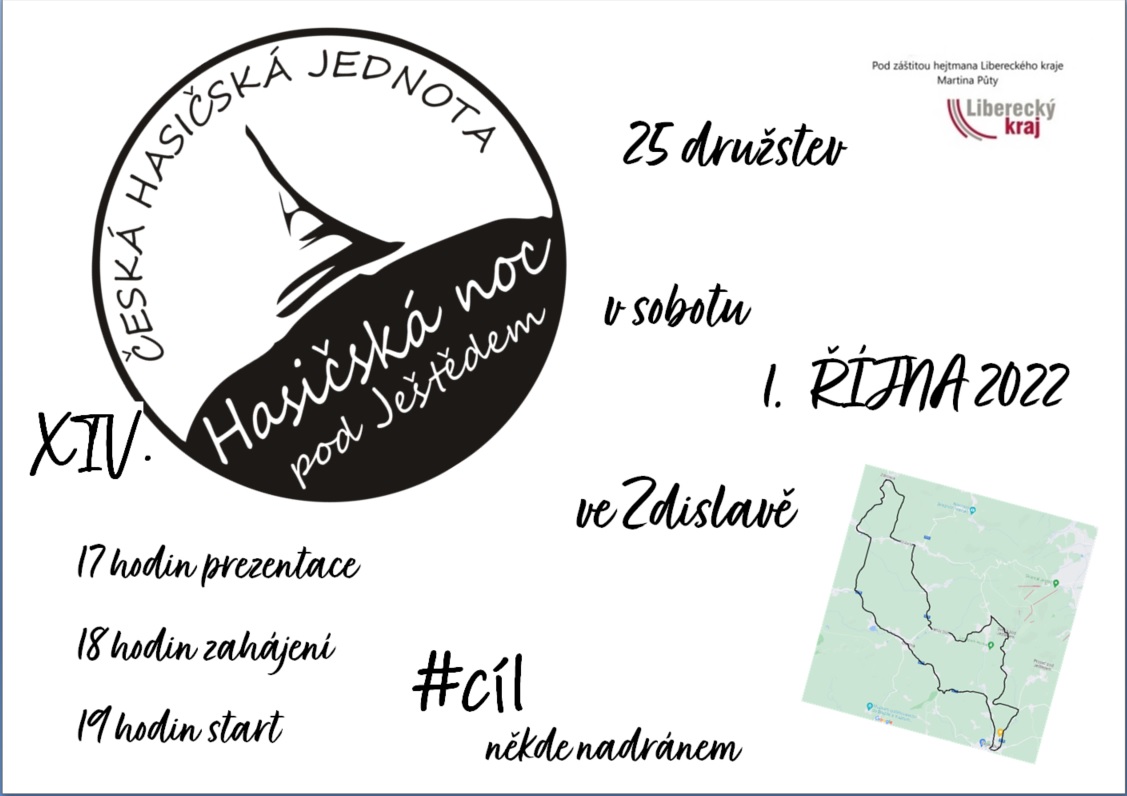 ČESKÁ HASIČSKÁ JEDNOTA
Hasičská noc
pod Ještědem
XIV.
Pod záštitou hejtmana Libereckého kraje
Martina Půty
Liberecký
kraj
25 družstev
v sobotu
1. ŘÍJNA 2022
ve Zdislavě
17 hodin prezentace
18 hodin zahájení
19 hodin start
#cíl
někde nadránem
Google